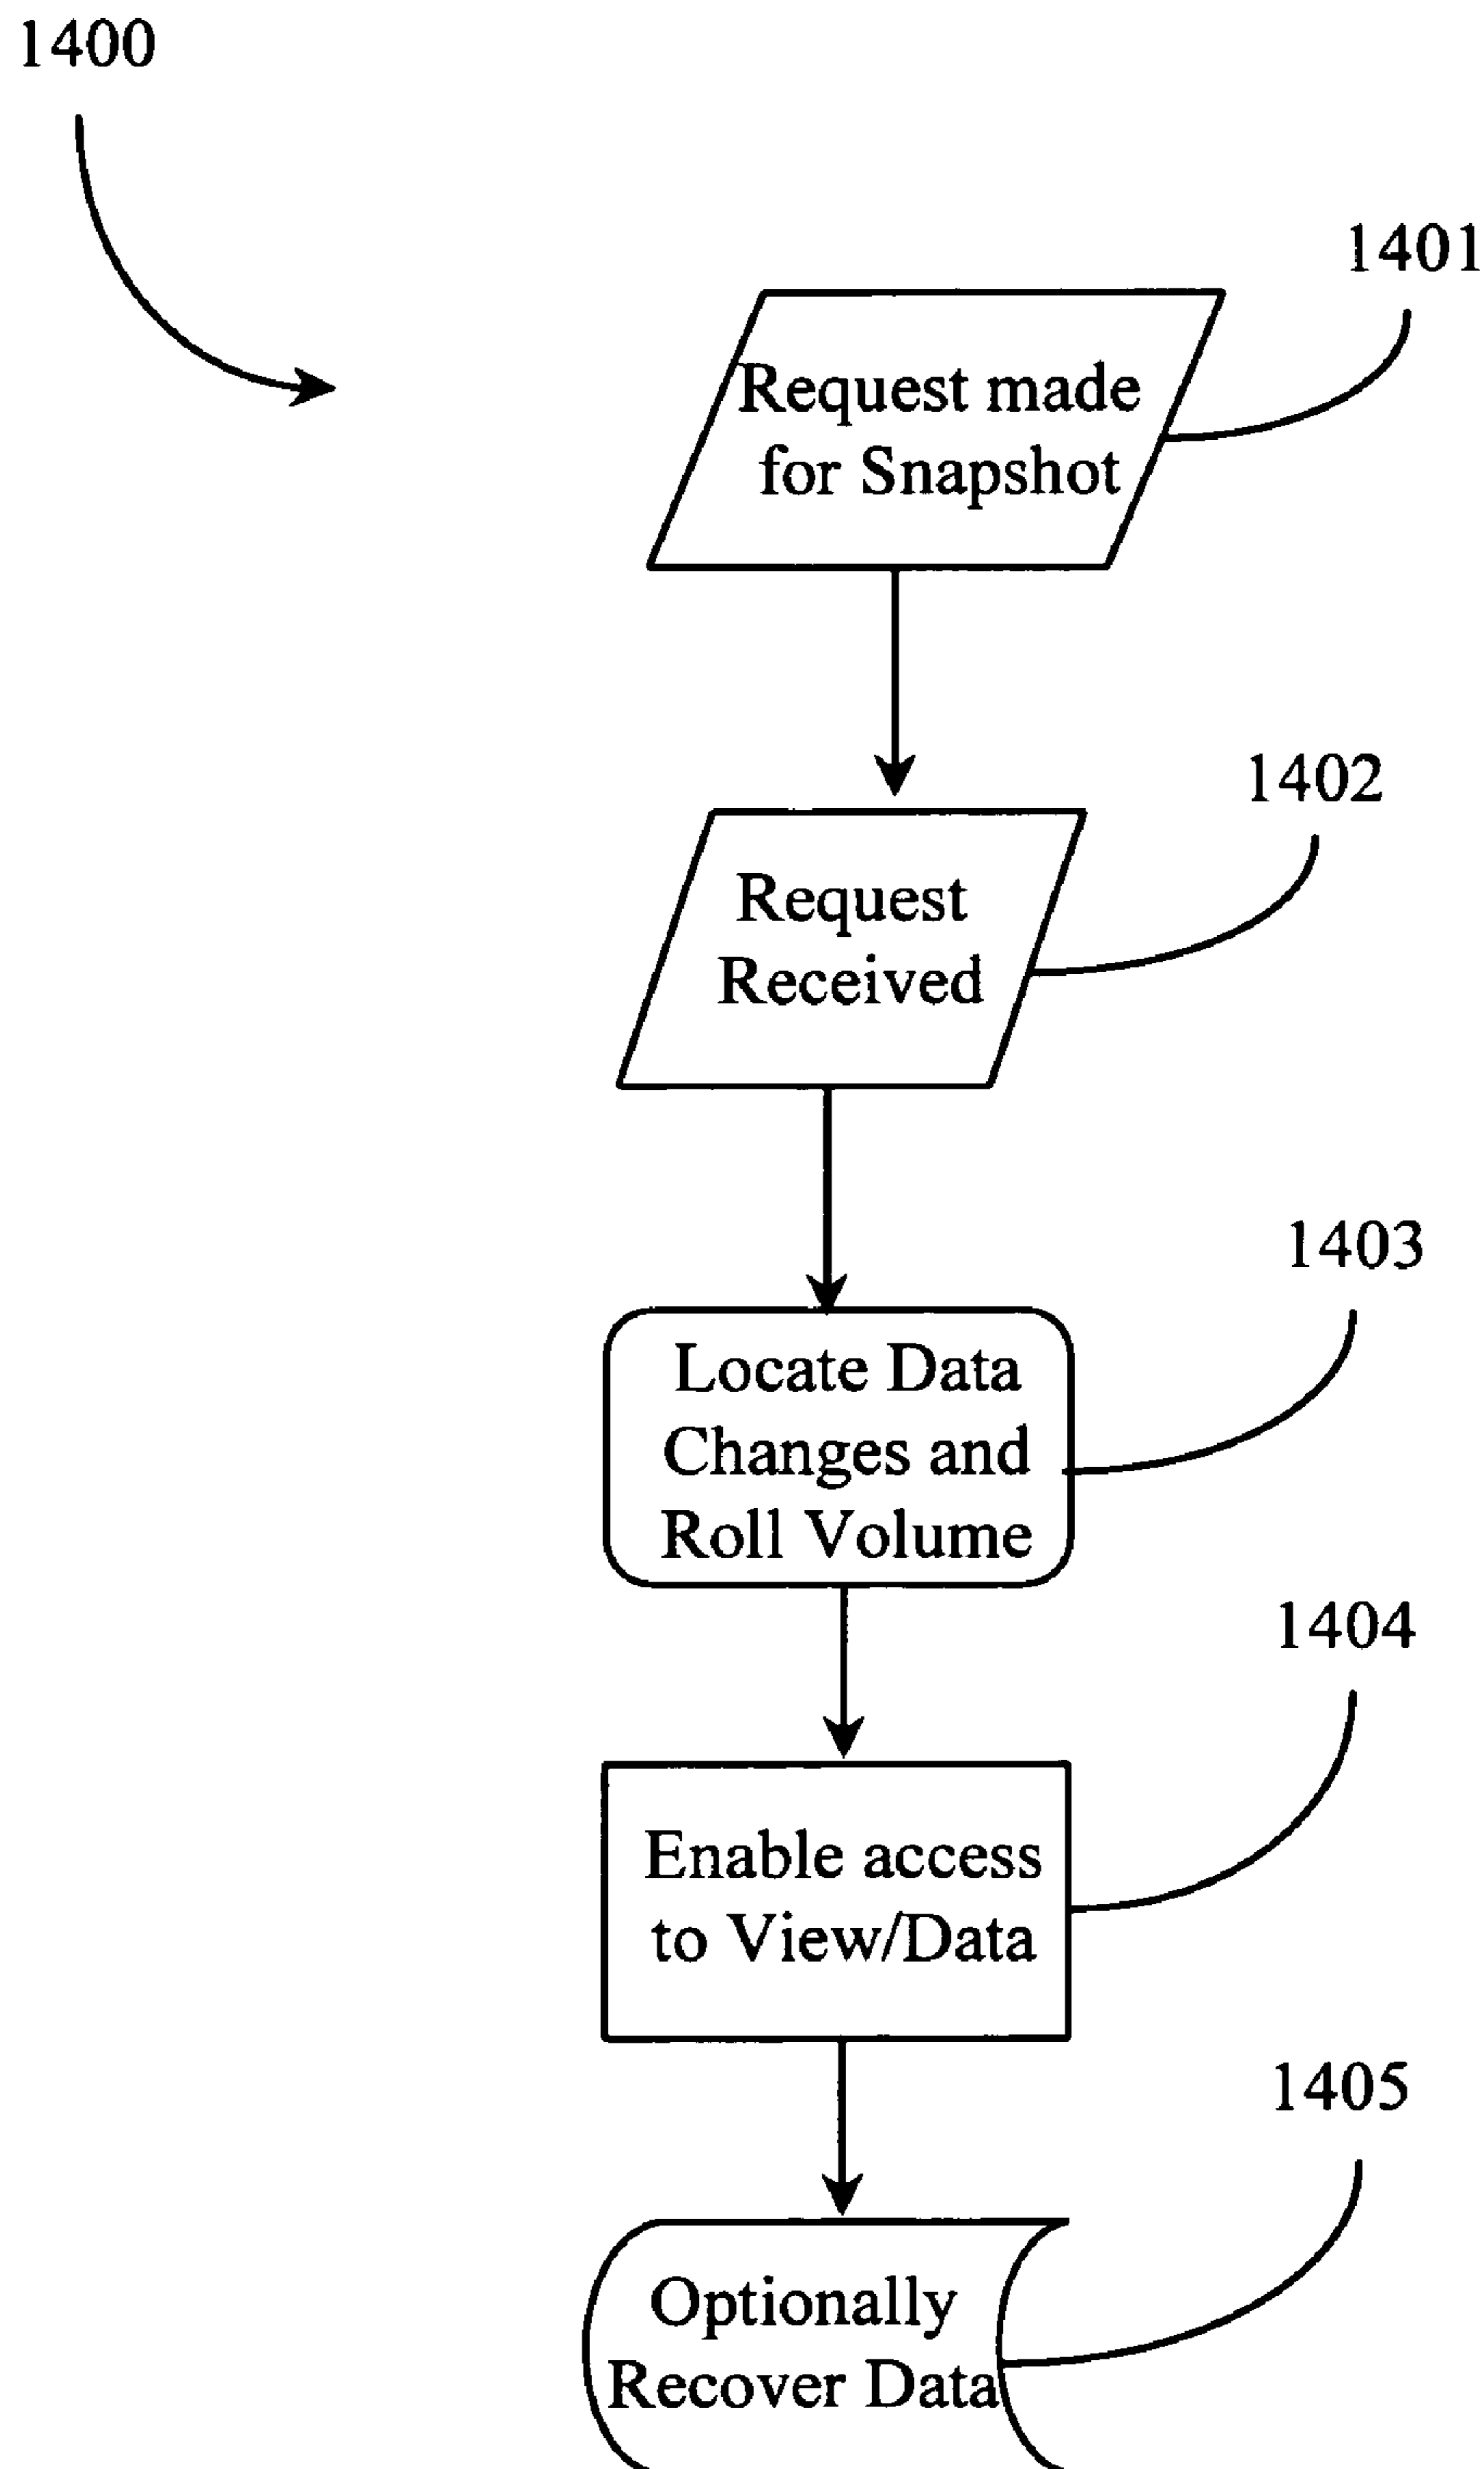 1400
1401
Request made
for Snapshot
1402
Request
Received
1403
Locate Data
Changes and
Roll Volume
1404
Enable access
to View/Data
1405
Optionally
Recover Data